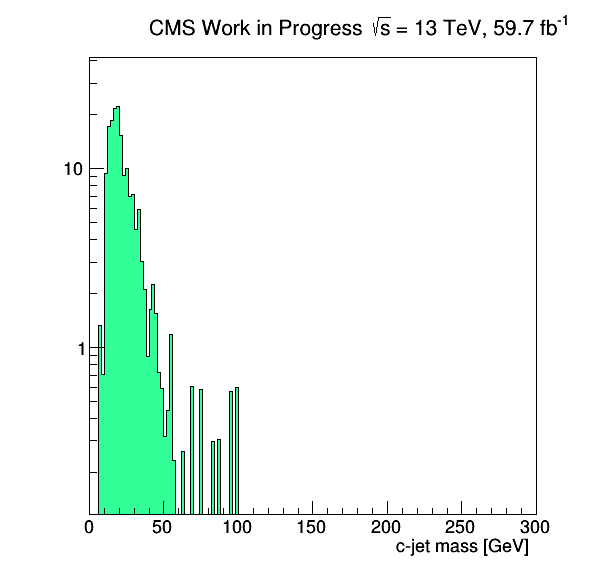 CMS Work in Progress √s = 13 TeV, 59.7 fb⁻¹
10
1
0 50 100 150 200 250 300
c-jet mass [GeV]